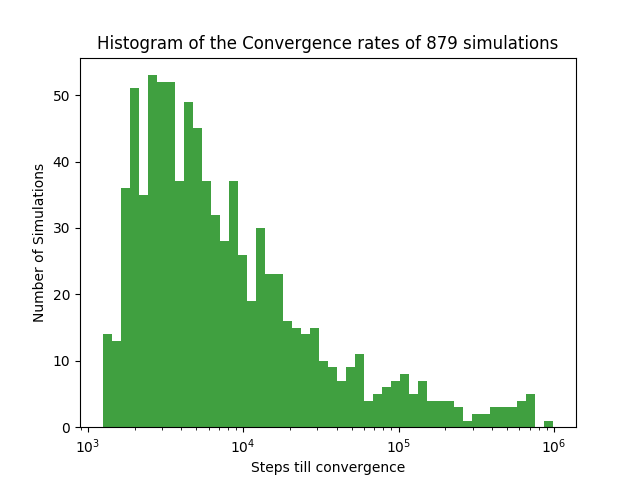 Histogram of the Convergence rates of 879 simulations
Number of Simulations
50
40
30
20
10
0
10³ 10⁴ 10⁵ 10⁶
Steps till convergence